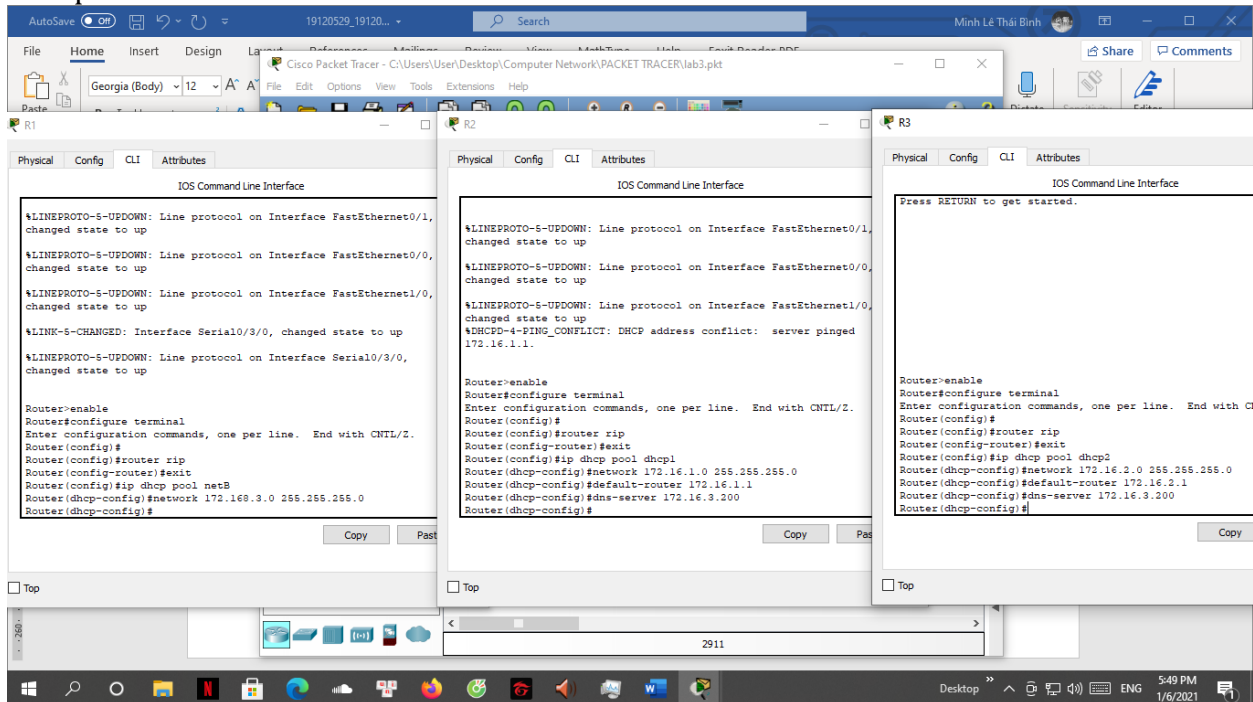 AutoSave Off 19120529_19120... Search Minh Lê Thái Bình
File Home Insert Design
Share Comments
Georgia (Body) 12
Paste
Cisco Packet Tracer - C:\Users\User\Desktop\Computer Network\PACKET TRACER\lab3.pkt
File Edit Options View Tools Extensions Help
R1
Physical Config CLI Attributes
IOS Command Line Interface
%LINEPROTO-5-UPDOWN: Line protocol on Interface FastEthernet0/1,
changed state to up
%LINEPROTO-5-UPDOWN: Line protocol on Interface FastEthernet0/0,
changed state to up
%LINEPROTO-5-UPDOWN: Line protocol on Interface FastEthernet1/0,
changed state to up
%LINK-5-CHANGED: Interface Serial0/3/0, changed state to up
%LINEPROTO-5-UPDOWN: Line protocol on Interface Serial0/3/0,
changed state to up
Router>enable
Router#configure terminal
Enter configuration commands, one per line. End with CNTL/Z.
Router(config)#
Router(config)#router rip
Router(config-router)#exit
Router(config)#ip dhcp pool netB
Router(dhcp-config)#network 172.168.3.0 255.255.255.0
Router(dhcp-config)#
Copy Past
Top
R2
Physical Config CLI Attributes
IOS Command Line Interface
%LINEPROTO-5-UPDOWN: Line protocol on Interface FastEthernet0/1,
changed state to up
%LINEPROTO-5-UPDOWN: Line protocol on Interface FastEthernet0/0,
changed state to up
%LINEPROTO-5-UPDOWN: Line protocol on Interface FastEthernet1/0,
changed state to up
%DHCPD-4-PING_CONFLICT: DHCP address conflict: server pinged
172.16.1.1.
Router>enable
Router#configure terminal
Enter configuration commands, one per line. End with CNTL/Z.
Router(config)#
Router(config)#router rip
Router(config-router)#exit
Router(config)#ip dhcp pool dhcp1
Router(dhcp-config)#network 172.16.1.0 255.255.255.0
Router(dhcp-config)#default-router 172.16.1.1
Router(dhcp-config)#dns-server 172.16.3.200
Router(dhcp-config)#
Copy Pas
Top
R3
Physical Config CLI Attributes
IOS Command Line Interface
Press RETURN to get started.
Router>enable
Router#configure terminal
Enter configuration commands, one per line. End with C
Router(config)#
Router(config)#router rip
Router(config-router)#exit
Router(config)#ip dhcp pool dhcp2
Router(dhcp-config)#network 172.16.2.0 255.255.255.0
Router(dhcp-config)#default-router 172.16.2.1
Router(dhcp-config)#dns-server 172.16.3.200
Router(dhcp-config)#
Copy
Top
260
2911
Desktop ENG 5:49 PM
1/6/2021